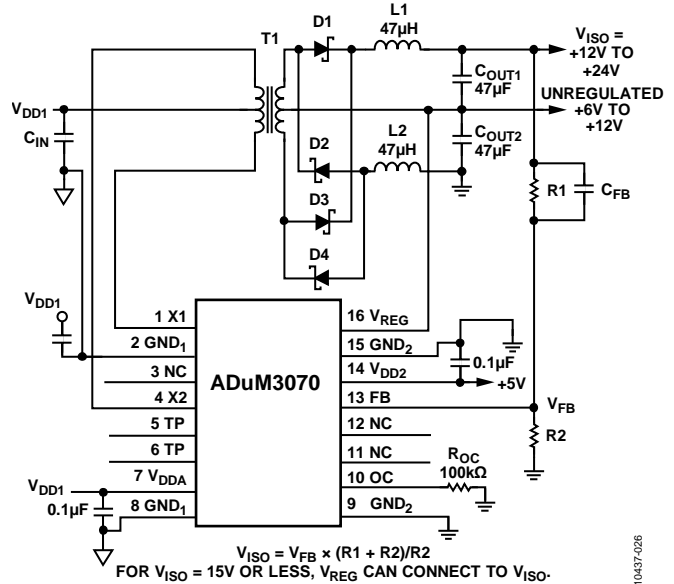 T1
D1
L1
47µH
V_ISO =
+12V TO
+24V
C_OUT1
47µF
UNREGULATED
+6V TO
+12V
V_DD1
C_IN
D2
L2
47µH
C_OUT2
47µF
D3
R1
C_FB
D4
V_DD1
1 X1
2 GND_1
3 NC
4 X2
5 TP
6 TP
7 V_DDA
8 GND_1
V_DD1
0.1µF
ADuM3070
16 V_REG
15 GND_2
14 V_DD2
13 FB
12 NC
11 NC
10 OC
9 GND_2
0.1µF
+5V
V_FB
R2
R_OC
100kΩ
V_ISO = V_FB × (R1 + R2)/R2
FOR V_ISO = 15V OR LESS, V_REG CAN CONNECT TO V_ISO.
10437-026